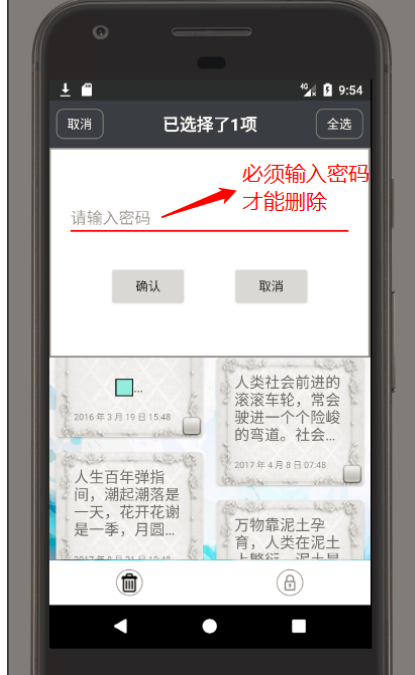 4G 9:54
取消 已选择了1项 全选
必须输入密码
才能删除
请输入密码
确认 取消
...
2016 年 3 月 19 日 15:48
人类社会前进的
滚滚车轮，常会
驶进一个个险峻
的弯道。社会...
2017 年 4 月 8 日 07:48
人生百年弹指
间，潮起潮落是
一天，花开花谢
是一季，月圆...
万物靠泥土孕
育，人类在泥土